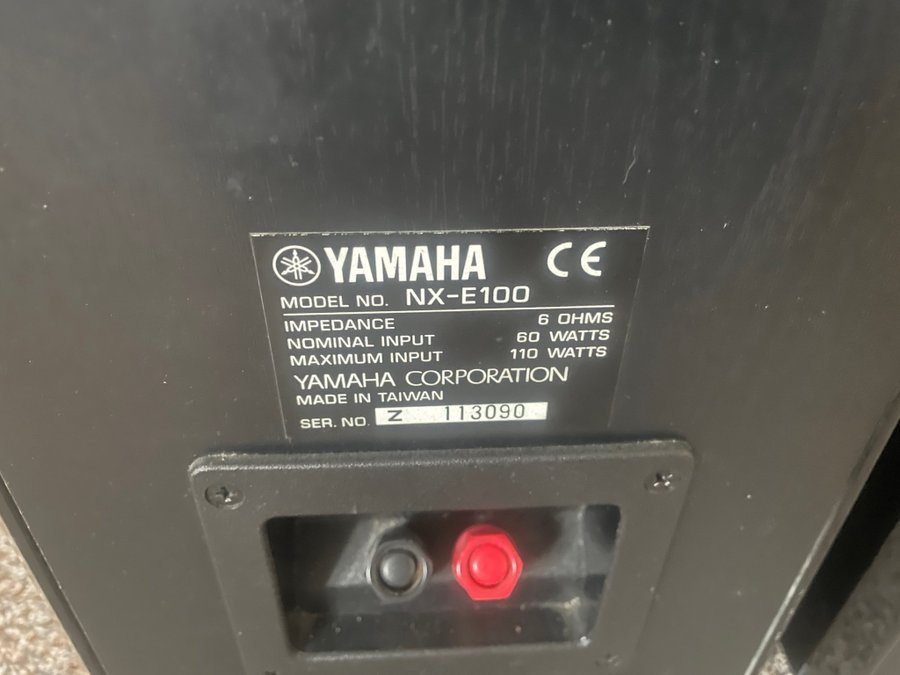 YAMAHA CE
MODEL NO. NX-E100
IMPEDANCE 6 OHMS
NOMINAL INPUT 60 WATTS
MAXIMUM INPUT 110 WATTS
YAMAHA CORPORATION
MADE IN TAIWAN
SER. NO. Z 113090